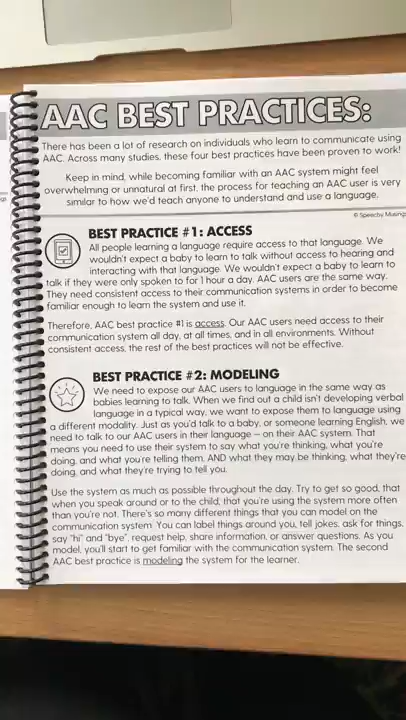 AAC BEST PRACTICES:
There has been a lot of research on individuals who learn to communicate using
AAC. Across many studies, these four best practices have been proven to work!
Keep in mind, while becoming familiar with an AAC system might feel
overwhelming or unnatural at first, the process for teaching an AAC user is very
similar to how we'd teach anyone to understand and use a language.
© Speechy Musings
BEST PRACTICE #1: ACCESS
All people learning a language require access to that language. We
wouldn't expect a baby to learn to talk without access to hearing and
interacting with that language. We wouldn't expect a baby to learn to
talk if they were only spoken to for 1 hour a day. AAC users are the same way.
They need consistent access to their communication systems in order to become
familiar enough to learn the system and use it.
Therefore, AAC best practice #1 is access. Our AAC users need access to their
communication system all day, at all times, and in all environments. Without
consistent access, the rest of the best practices will not be effective.
BEST PRACTICE #2: MODELING
We need to expose our AAC users to language in the same way as
babies learning to talk. When we find out a child isn't developing verbal
language in a typical way, we want to expose them to language using
a different modality. Just as you'd talk to a baby, or someone learning English, we
need to talk to our AAC users in their language – on their AAC system. That
means you need to use their system to say what you're thinking, what you're
doing, and what you're telling them, AND what they may be thinking, what they're
doing, and what they're trying to tell you.
Use the system as much as possible throughout the day. Try to get so good, that
when you speak around or to the child, that you're using the system more often
than you're not. There's so many different things that you can model on the
communication system. You can label things around you, tell jokes, ask for things,
say "hi" and "bye", request help, share information, or answer questions. As you
model, you'll start to get familiar with the communication system. The second
AAC best practice is modeling the system for the learner.